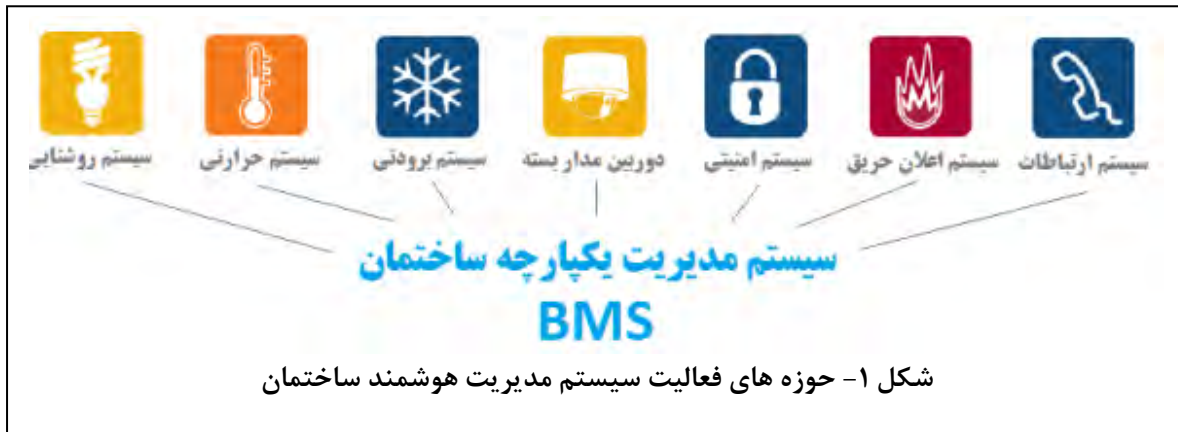 سیستم ارتباطات
سیستم اعلان حریق
سیستم امنیتی
دوربین مدار بسته
سیستم برودتی
سیستم حرارتی
سیستم روشنایی
سیستم مدیریت یکپارچه ساختمان
BMS
شکل ۱- حوزه های فعالیت سیستم مدیریت هوشمند ساختمان